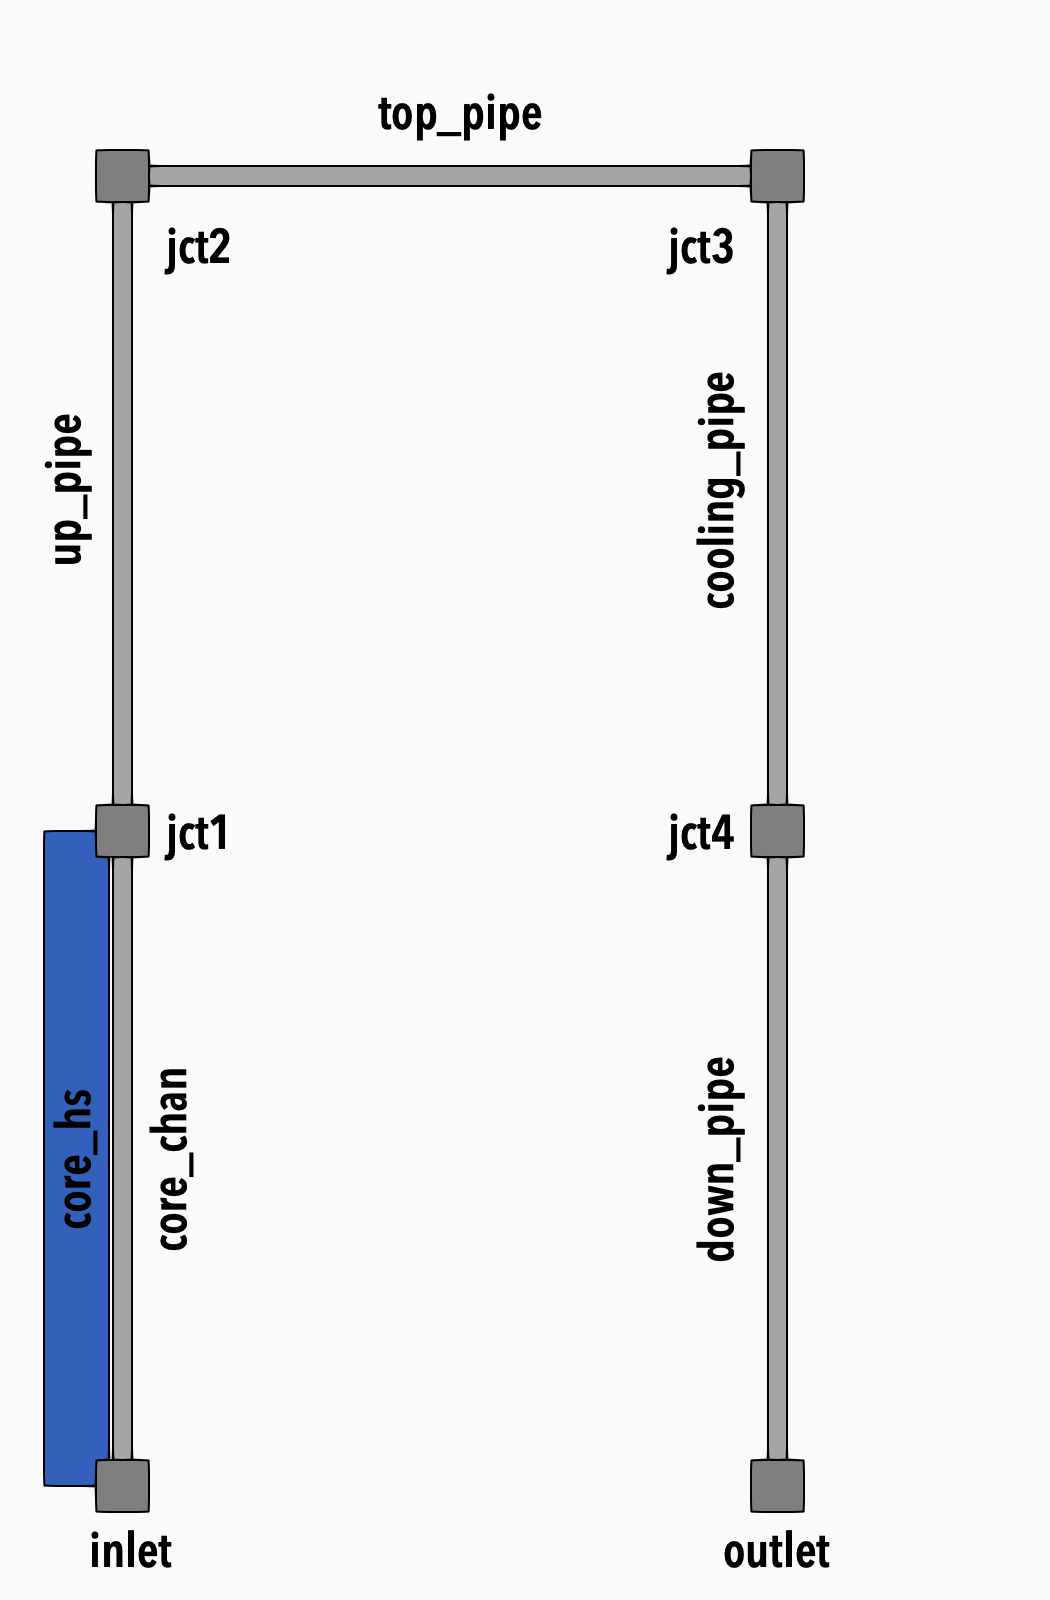 top_pipe
jct2
jct3
up_pipe
cooling_pipe
jct1
jct4
core_hs
core_chan
down_pipe
inlet
outlet